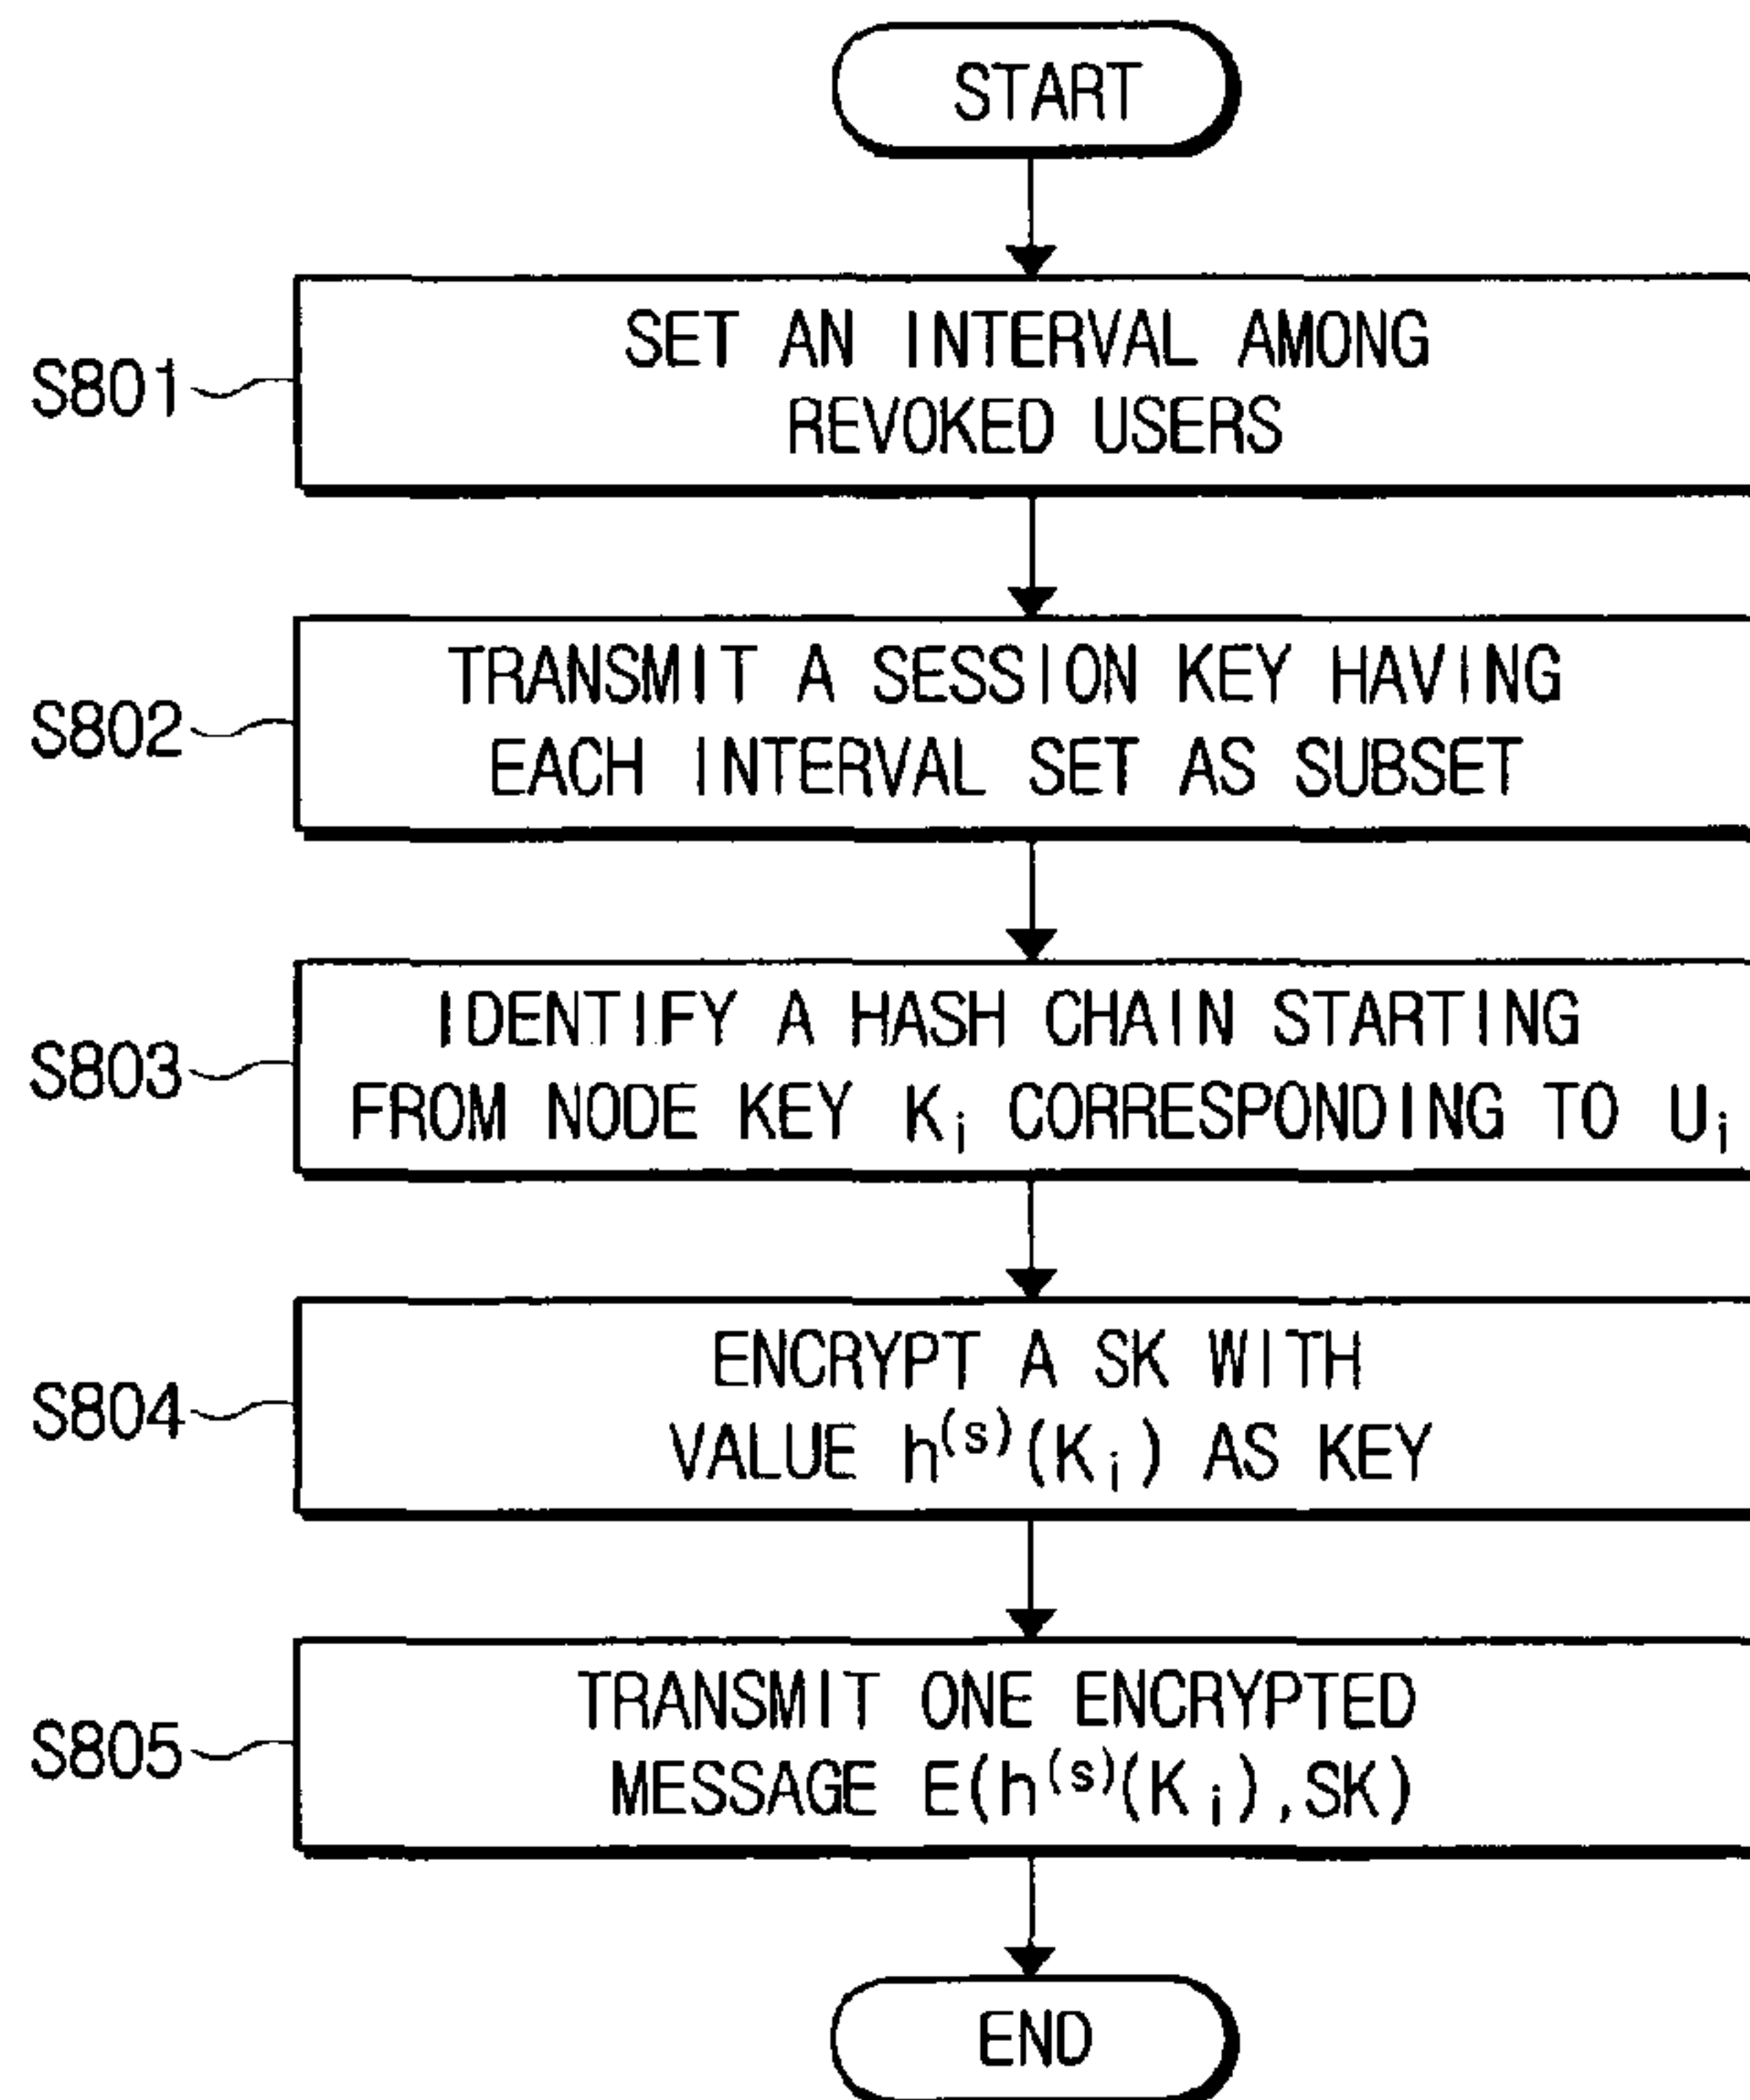 START
S801
SET AN INTERVAL AMONG
REVOKED USERS
S802
TRANSMIT A SESSION KEY HAVING
EACH INTERVAL SET AS SUBSET
S803
IDENTIFY A HASH CHAIN STARTING
FROM NODE KEY Kᵢ CORRESPONDING TO Uᵢ
S804
ENCRYPT A SK WITH
VALUE h⁽ˢ⁾(Kᵢ) AS KEY
S805
TRANSMIT ONE ENCRYPTED
MESSAGE E(h⁽ˢ⁾(Kᵢ),SK)
END